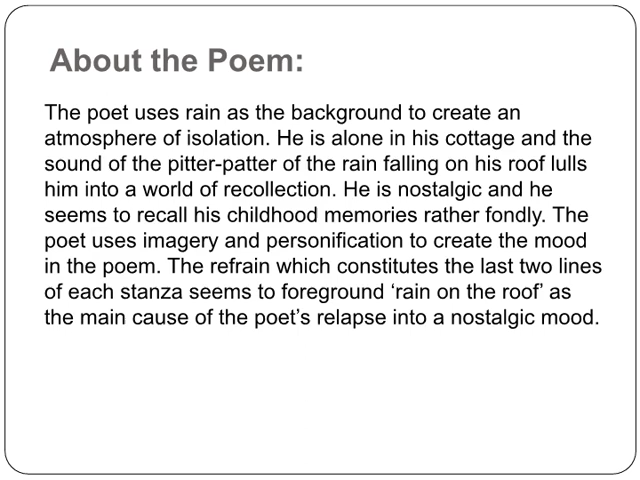 About the Poem:
The poet uses rain as the background to create an
atmosphere of isolation. He is alone in his cottage and the
sound of the pitter-patter of the rain falling on his roof lulls
him into a world of recollection. He is nostalgic and he
seems to recall his childhood memories rather fondly. The
poet uses imagery and personification to create the mood
in the poem. The refrain which constitutes the last two lines
of each stanza seems to foreground ‘rain on the roof’ as
the main cause of the poet’s relapse into a nostalgic mood.